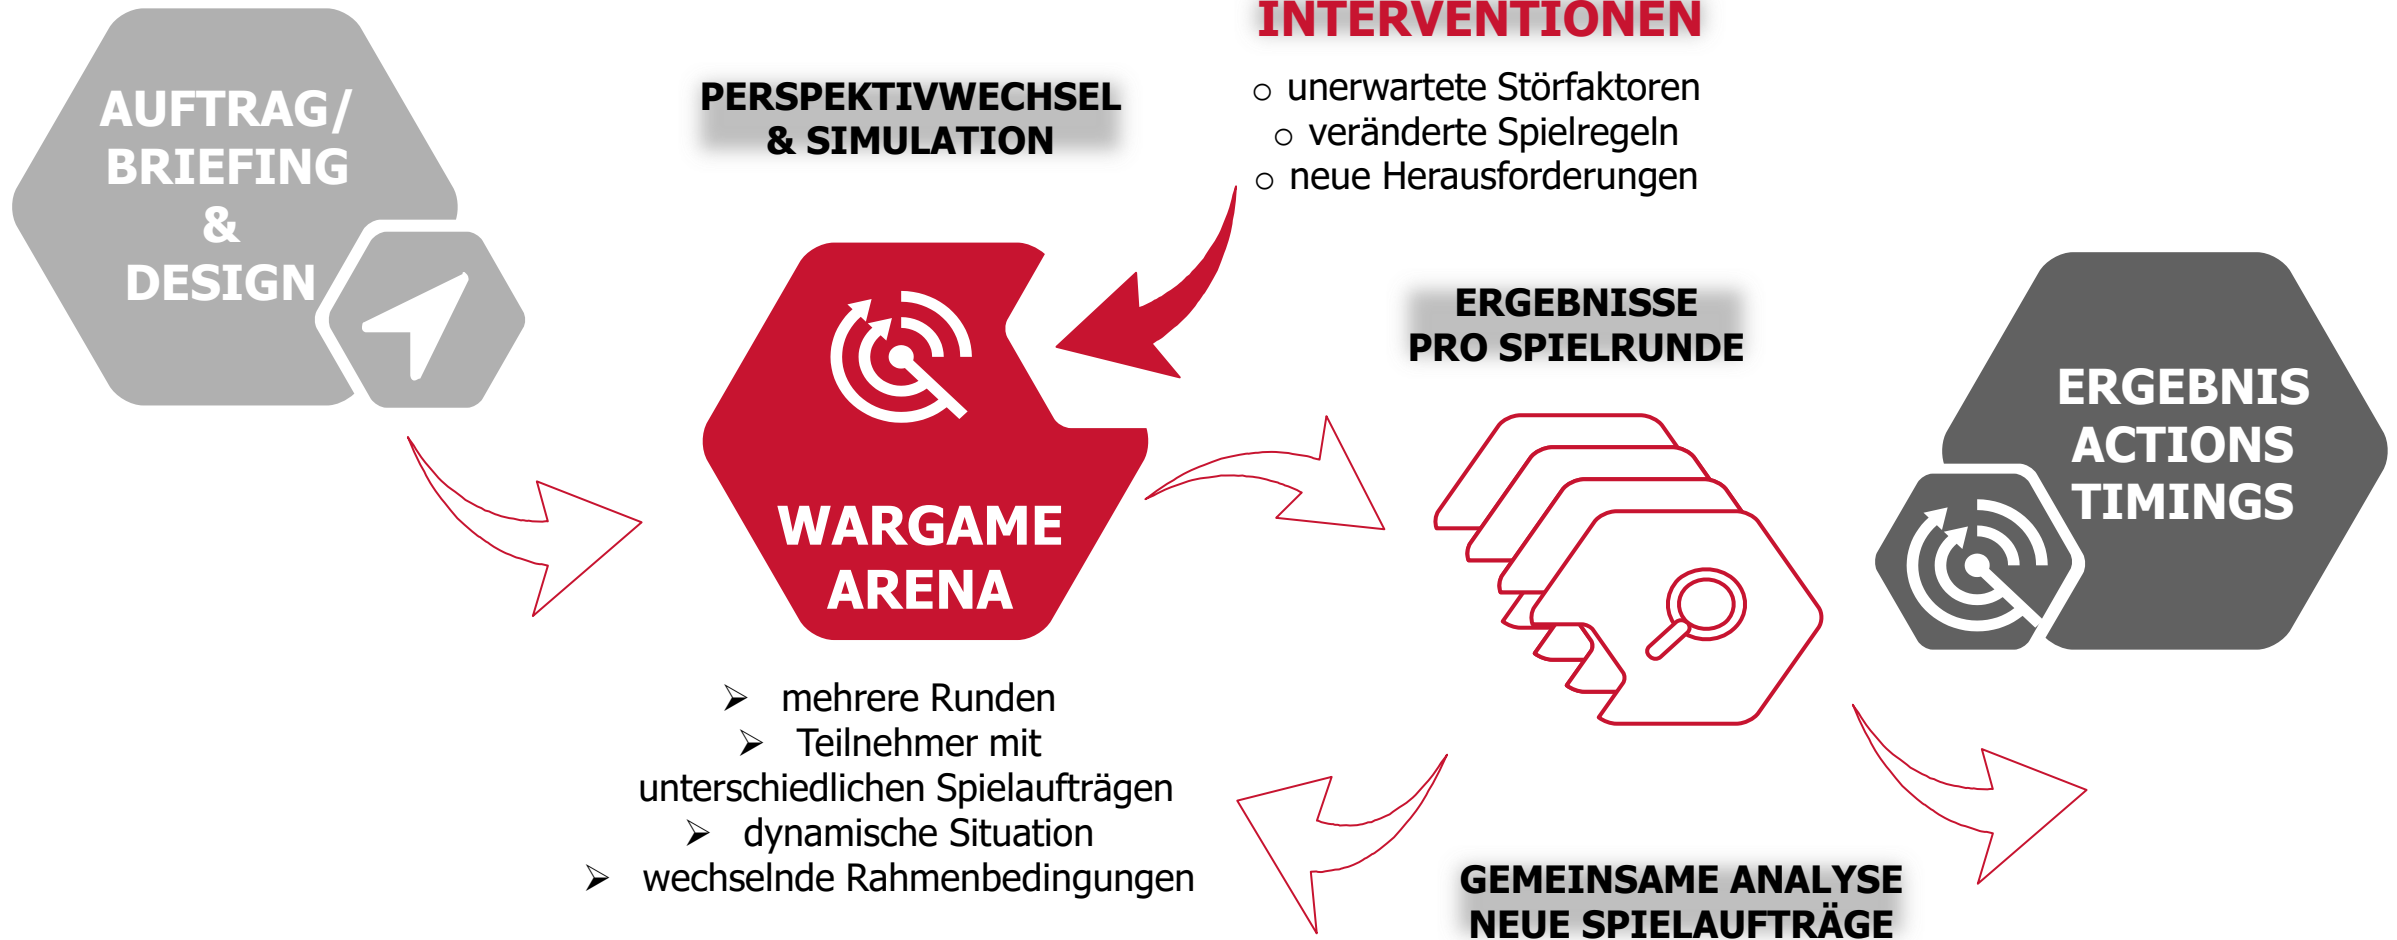 AUFTRAG/
BRIEFING
&
DESIGN
PERSPEKTIVWECHSEL
& SIMULATION
INTERVENTIONEN
o unerwartete Störfaktoren
o veränderte Spielregeln
o neue Herausforderungen
WARGAME
ARENA
➢ mehrere Runden
➢ Teilnehmer mit
unterschiedlichen Spielaufträgen
➢ dynamische Situation
➢ wechselnde Rahmenbedingungen
ERGEBNISSE
PRO SPIELRUNDE
GEMEINSAME ANALYSE
NEUE SPIELAUFTRÄGE
ERGEBNIS
ACTIONS
TIMINGS